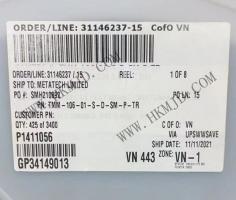 ORDER/LINE: 31146237-15 CofO VN
ORDER/LINE: 31146237 / 15 REEL: 1 OF 8
SHIP TO: METATECH LIMITED
PO #: PO LN: 15
P/N: FMM-106-01-S-D-SM-P-TR
CUSTOMER PN:
QTY: 425 of 3400 C of O: VN
P1411056 VIA: UPSWWSAVE
SHIP DATE: 11/11/2021
GP34149013 VN 443 ZONE: VN-1
WWW.HKMJD.COM